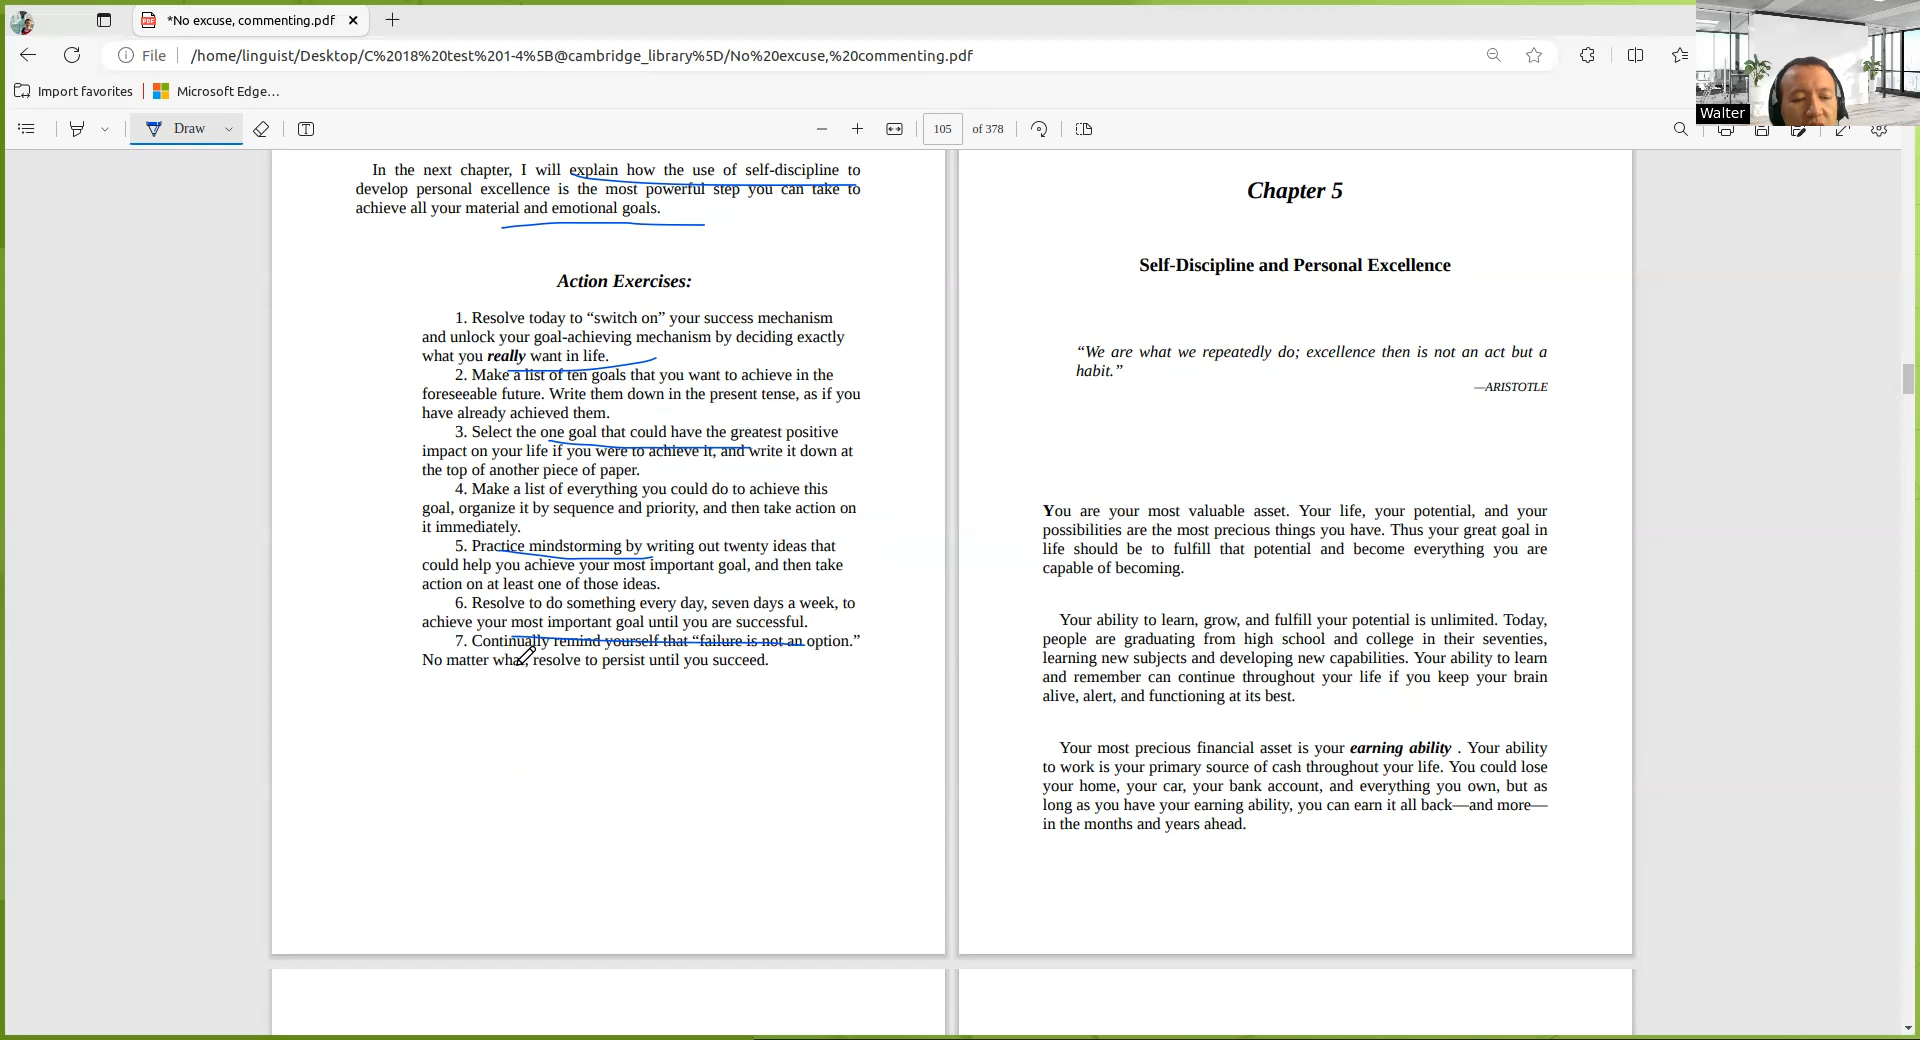 *No excuse, commenting.pdf
File
/home/linguist/Desktop/C%2018%20test%201-4%5B@cambridge_library%5D/No%20excuse,%20commenting.pdf
Import favorites
Microsoft Edge...
Walter
Draw
105
of 378
In the next chapter, I will explain how the use of self-discipline to
develop personal excellence is the most powerful step you can take to
achieve all your material and emotional goals.
Action Exercises:
1. Resolve today to “switch on” your success mechanism
and unlock your goal-achieving mechanism by deciding exactly
what you really want in life.
2. Make a list of ten goals that you want to achieve in the
foreseeable future. Write them down in the present tense, as if you
have already achieved them.
3. Select the one goal that could have the greatest positive
impact on your life if you were to achieve it, and write it down at
the top of another piece of paper.
4. Make a list of everything you could do to achieve this
goal, organize it by sequence and priority, and then take action on
it immediately.
5. Practice mindstorming by writing out twenty ideas that
could help you achieve your most important goal, and then take
action on at least one of those ideas.
6. Resolve to do something every day, seven days a week, to
achieve your most important goal until you are successful.
7. Continually remind yourself that “failure is not an option.”
No matter what, resolve to persist until you succeed.
Chapter 5
Self-Discipline and Personal Excellence
“We are what we repeatedly do; excellence then is not an act but a
habit.”
—ARISTOTLE
You are your most valuable asset. Your life, your potential, and your
possibilities are the most precious things you have. Thus your great goal in
life should be to fulfill that potential and become everything you are
capable of becoming.
Your ability to learn, grow, and fulfill your potential is unlimited. Today,
people are graduating from high school and college in their seventies,
learning new subjects and developing new capabilities. Your ability to learn
and remember can continue throughout your life if you keep your brain
alive, alert, and functioning at its best.
Your most precious financial asset is your earning ability . Your ability
to work is your primary source of cash throughout your life. You could lose
your home, your car, your bank account, and everything you own, but as
long as you have your earning ability, you can earn it all back—and more—
in the months and years ahead.